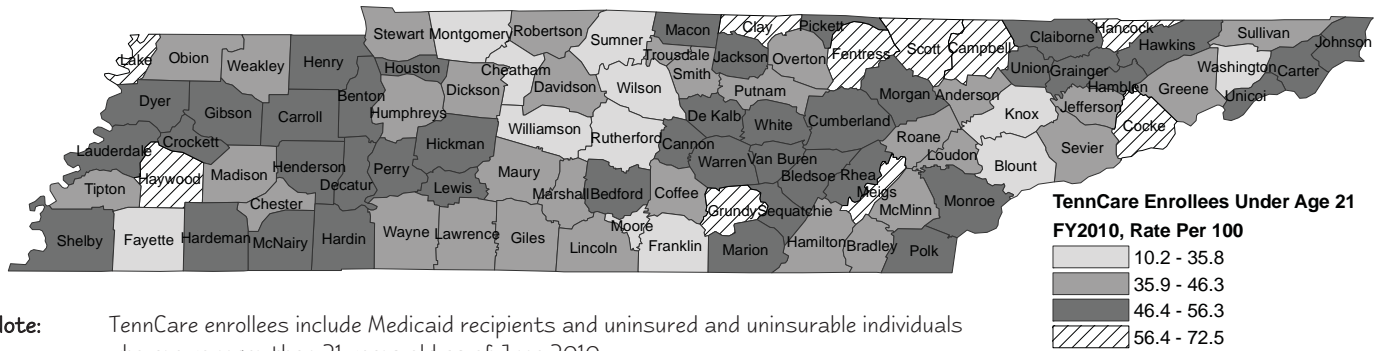 Stewart Montgomery Robertson Sumner Macon Clay Pickett Fentress Scott Campbell Claiborne Hancock Hawkins Sullivan Johnson
Lake Obion Weakley Henry Houston Cheatham Trousdale Jackson Overton Union Grainger Hamblen Washington Carter
Dyer Gibson Carroll Benton Humphreys Dickson Davidson Wilson Smith Putnam Morgan Anderson Knox Jefferson Greene Unicoi
Lauderdale Crockett Hickman Williamson Rutherford Cannon De Kalb White Cumberland Roane Loudon Blount Sevier Cocke
Tipton Haywood Madison Henderson Decatur Perry Lewis Maury Marshall Bedford Coffee Warren Van Buren Bledsoe Rhea Meigs McMinn Monroe
Shelby Fayette Hardeman Chester McNairy Hardin Wayne Lawrence Giles Lincoln Moore Franklin Grundy Sequatchie Marion Hamilton Bradley Polk
TennCare Enrollees Under Age 21
FY2010, Rate Per 100
10.2 - 35.8
35.9 - 46.3
46.4 - 56.3
56.4 - 72.5
TennCare enrollees include Medicaid recipients and uninsured and uninsurable individuals